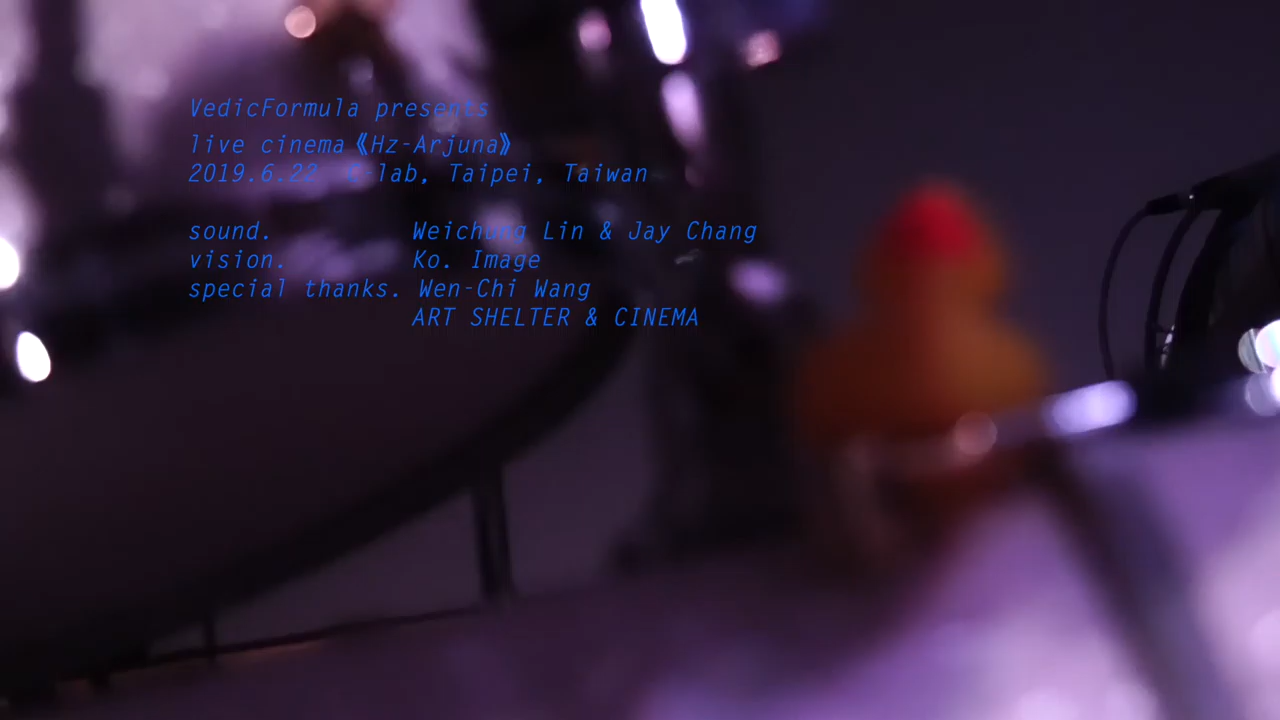 VedicFormula presents
live cinema《Hz-Arjuna》
2019.6.22 C-lab, Taipei, Taiwan
sound. Weichung Lin & Jay Chang
vision. Ko. Image
special thanks. Wen-Chi Wang
ART SHELTER & CINEMA